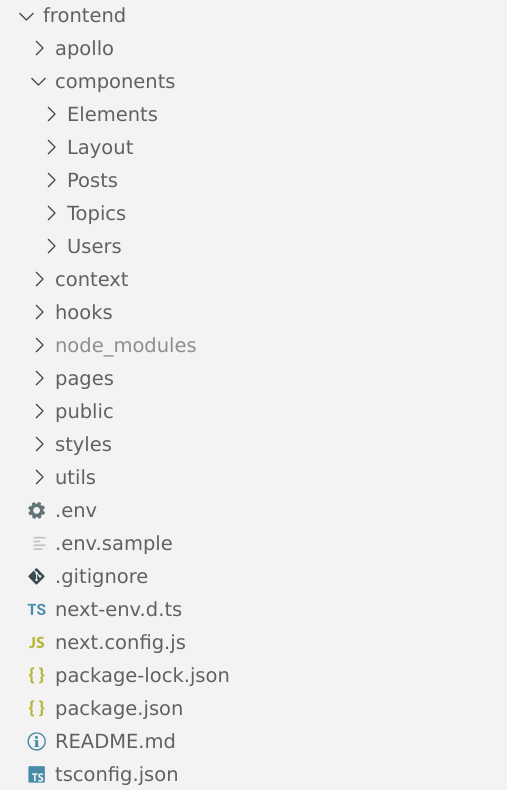 frontend
apollo
components
Elements
Layout
Posts
Topics
Users
context
hooks
node_modules
pages
public
styles
utils
.env
.env.sample
.gitignore
TS next-env.d.ts
JS next.config.js
{} package-lock.json
{} package.json
README.md
TS tsconfig.json